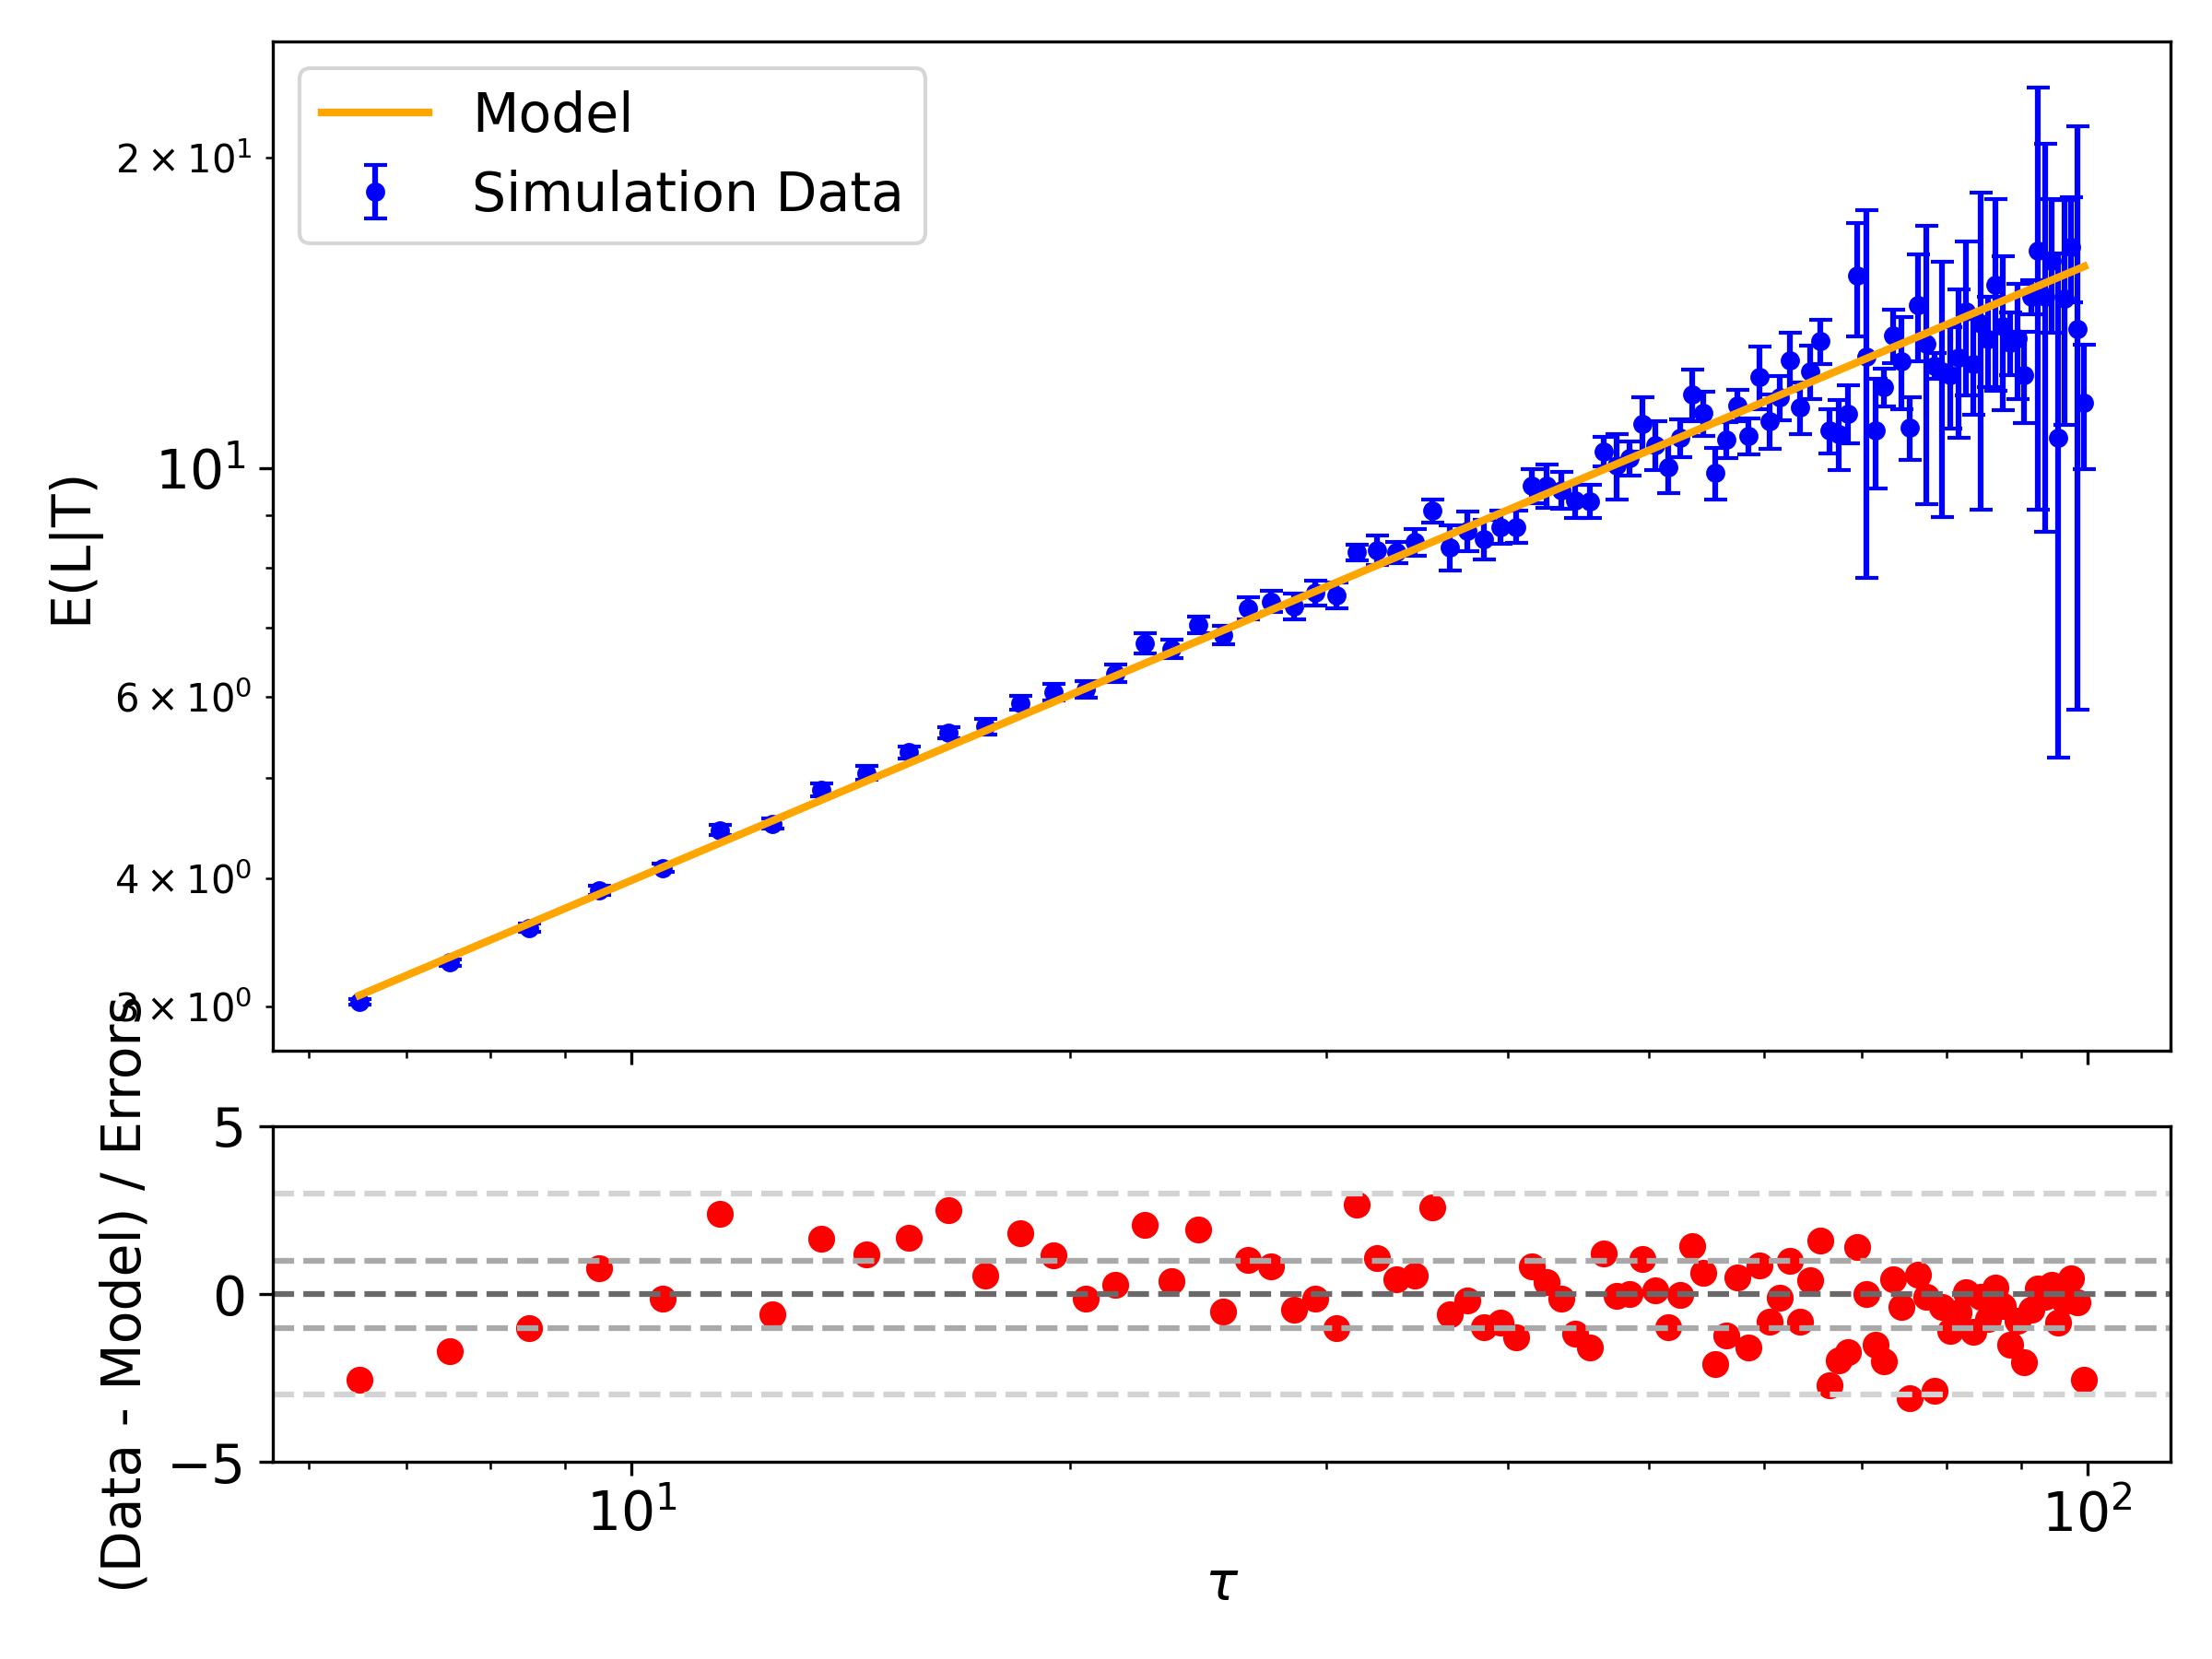 Model
Simulation Data
2 × 10¹
10¹
6 × 10⁰
4 × 10⁰
3 × 10⁰
E(L|T)
5
0
−5
(Data - Model) / Errors
10¹
10²
τ